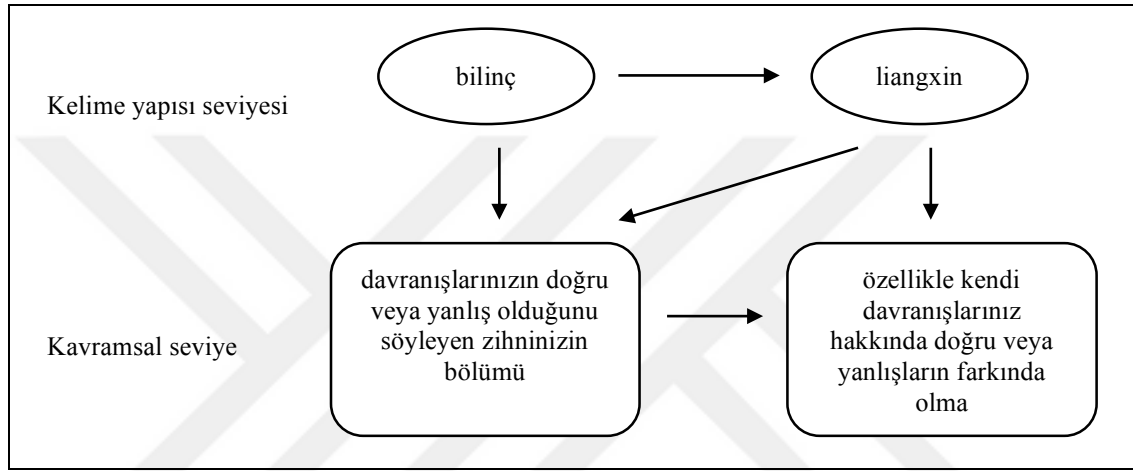 bilinç
liangxin
Kelime yapısı seviyesi
davranışlarınızın doğru
veya yanlış olduğunu
söyleyen zihninizin
bölümü
özellikle kendi
davranışlarınız
hakkında doğru veya
yanlışların farkında
olma
Kavramsal seviye